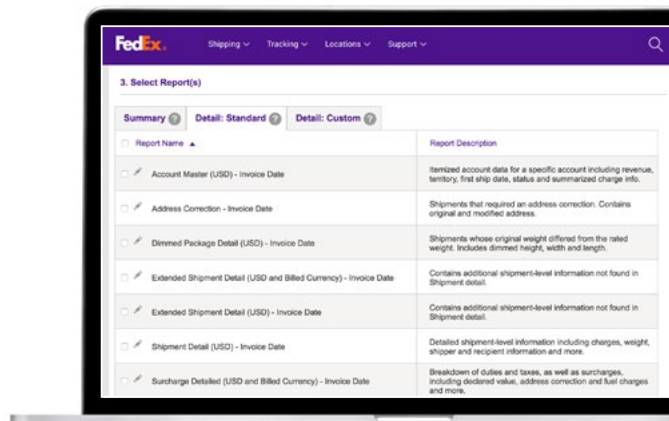 FedEx.
Shipping Tracking Locations Support
3. Select Report(s)
Summary ? Detail: Standard ? Detail: Custom ?
Report Name ▲ Report Description
Account Master (USD) - Invoice Date
Itemized account data for a specific account including revenue,
territory, first ship date, status and summarized charge info.
Address Correction - Invoice Date
Shipments that required an address correction. Contains
original and modified address.
Dimmed Package Detail (USD) - Invoice Date
Shipments whose original weight differed from the rated
weight. Includes dimmed height, width and length.
Extended Shipment Detail (USD and Billed Currency) - Invoice Date
Contains additional shipment-level information not found in
Shipment detail.
Extended Shipment Detail (USD) - Invoice Date
Contains additional shipment-level information not found in
Shipment detail.
Shipment Detail (USD) - Invoice Date
Detailed shipment-level information including charges, weight,
shipper and recipient information and more.
Surcharge Detailed (USD and Billed Currency) - Invoice Date
Breakdown of duties and taxes, as well as surcharges,
including declared value, address correction and fuel charges
and more.